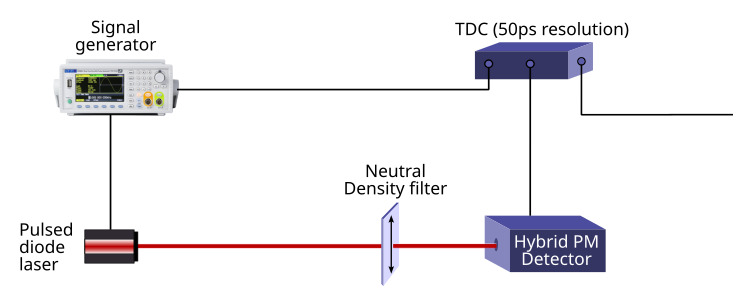 Signal
generator
TDC (50ps resolution)
Neutral
Density filter
Pulsed
diode
laser
Hybrid PM
Detector